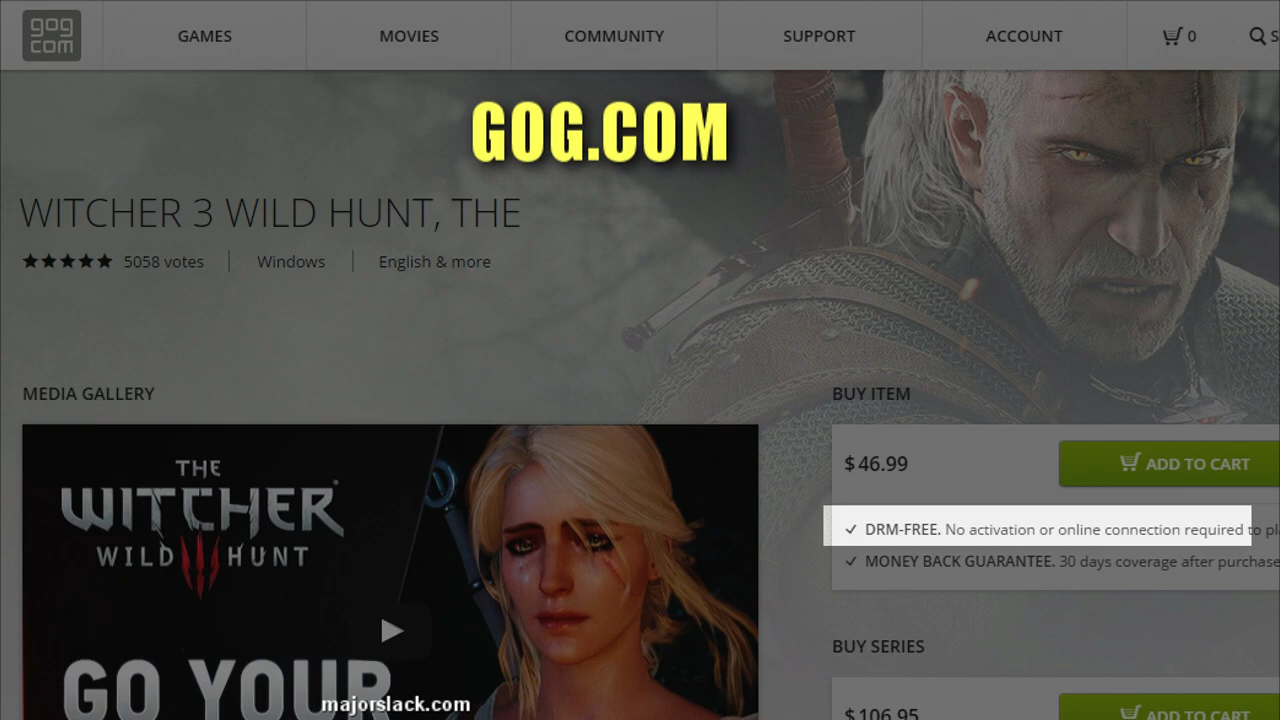 gog
com
GAMES
MOVIES
COMMUNITY
SUPPORT
ACCOUNT
0
S
GOG.COM
WITCHER 3 WILD HUNT, THE
5058 votes
Windows
English & more
MEDIA GALLERY
BUY ITEM
THE
WITCHER
WILD HUNT
GO YOUR
$ 46.99
ADD TO CART
DRM-FREE. No activation or online connection required to pl
MONEY BACK GUARANTEE. 30 days coverage after purchase
BUY SERIES
$ 106.95
ADD TO CART
majorslack.com